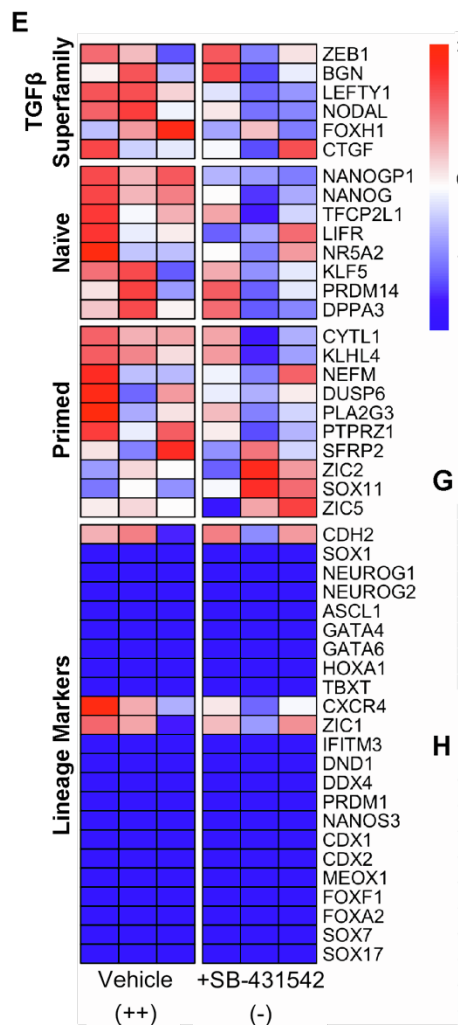 E
TGFβ
Superfamily
ZEB1
BGN
LEFTY1
NODAL
FOXH1
CTGF
Naïve
NANOGP1
NANOG
TFCP2L1
LIFR
NR5A2
KLF5
PRDM14
DPPA3
Primed
CYTL1
KLHL4
NEFM
DUSP6
PLA2G3
PTPRZ1
SFRP2
ZIC2
SOX11
ZIC5
G
Lineage Markers
CDH2
SOX1
NEUROG1
NEUROG2
ASCL1
GATA4
GATA6
HOXA1
TBXT
CXCR4
ZIC1
IFITM3
H
DND1
DDX4
PRDM1
NANOS3
CDX1
CDX2
MEOX1
FOXF1
FOXA2
SOX7
SOX17
Vehicle +SB-431542
(++) (-)